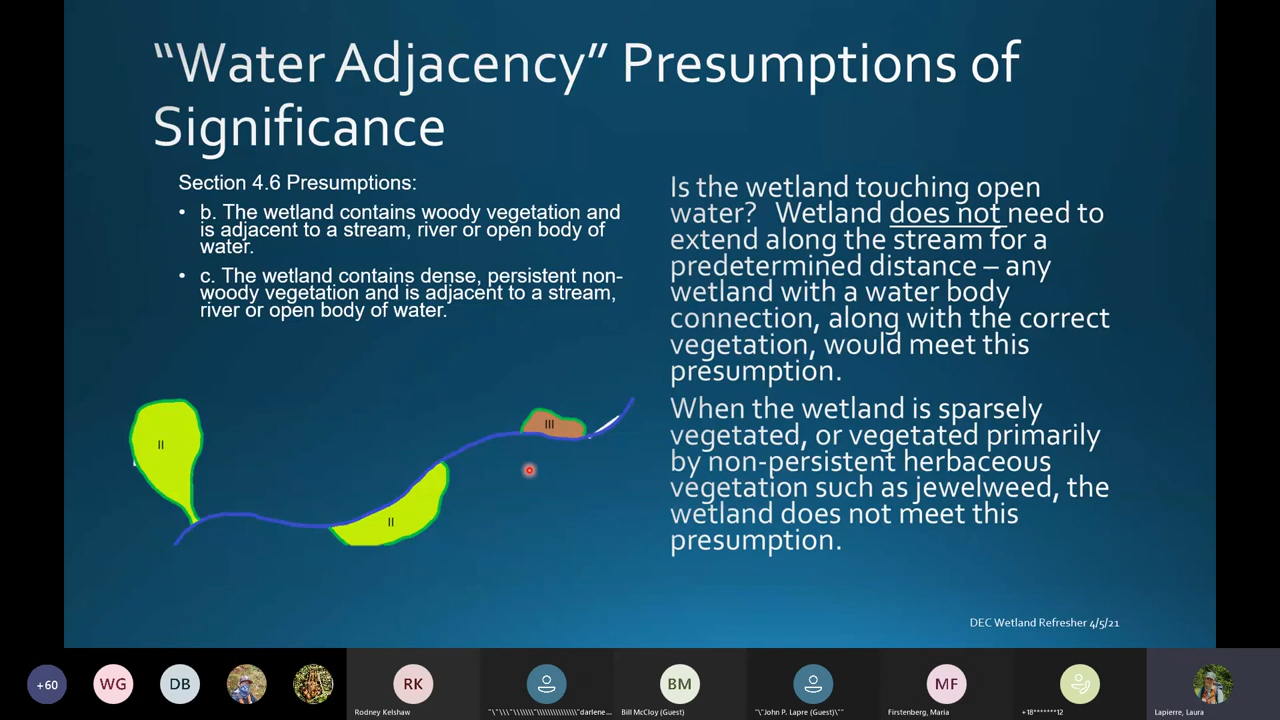 “Water Adjacency” Presumptions of
Significance
Section 4.6 Presumptions:
• b. The wetland contains woody vegetation and
is adjacent to a stream, river or open body of
water.
• c. The wetland contains dense, persistent non-
woody vegetation and is adjacent to a stream,
river or open body of water.
Is the wetland touching open
water? Wetland does not need to
extend along the stream for a
predetermined distance – any
wetland with a water body
connection, along with the correct
vegetation, would meet this
presumption.
When the wetland is sparsely
vegetated, or vegetated primarily
by non-persistent herbaceous
vegetation such as jewelweed, the
wetland does not meet this
presumption.
II
II
III
DEC Wetland Refresher 4/5/21
+60
WG
DB
RK
BM
MF
Rodney Kelshaw
darlene...
Bill McCloy (Guest)
"\"John P. Lapre (Guest)\""
Firstenberg, Maria
+18*******12
Lapierre, Laura